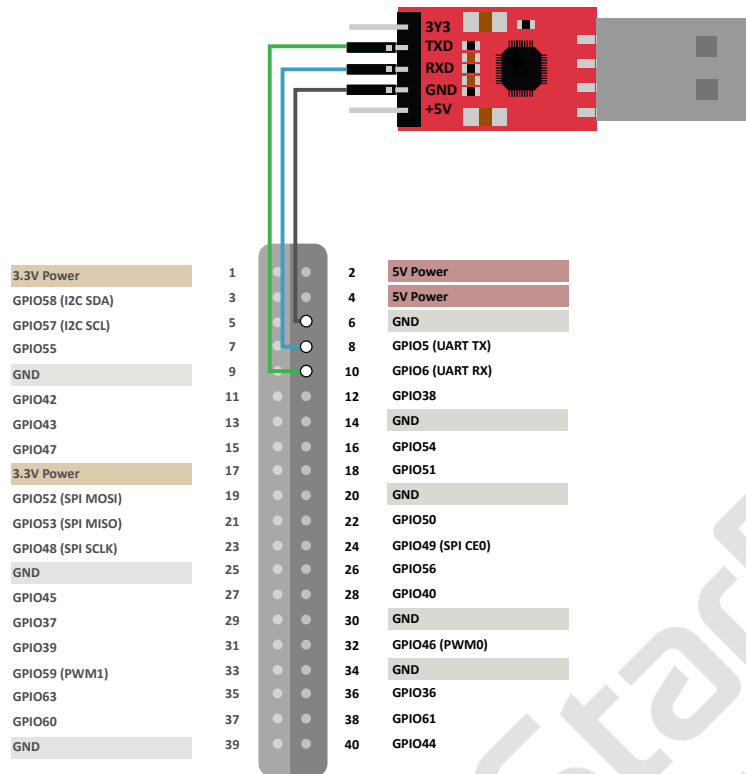 3Y3
TXD
RXD
GND
+5V
3.3V Power 1 2 5V Power
GPIO58 (I2C SDA) 3 4 5V Power
GPIO57 (I2C SCL) 5 6 GND
GPIO55 7 8 GPIO5 (UART TX)
GND 9 10 GPIO6 (UART RX)
GPIO42 11 12 GPIO38
GPIO43 13 14 GND
GPIO47 15 16 GPIO54
3.3V Power 17 18 GPIO51
GPIO52 (SPI MOSI) 19 20 GND
GPIO53 (SPI MISO) 21 22 GPIO50
GPIO48 (SPI SCLK) 23 24 GPIO49 (SPI CE0)
GND 25 26 GPIO56
GPIO45 27 28 GPIO40
GPIO37 29 30 GND
GPIO39 31 32 GPIO46 (PWM0)
GPIO59 (PWM1) 33 34 GND
GPIO63 35 36 GPIO36
GPIO60 37 38 GPIO61
GND 39 40 GPIO44